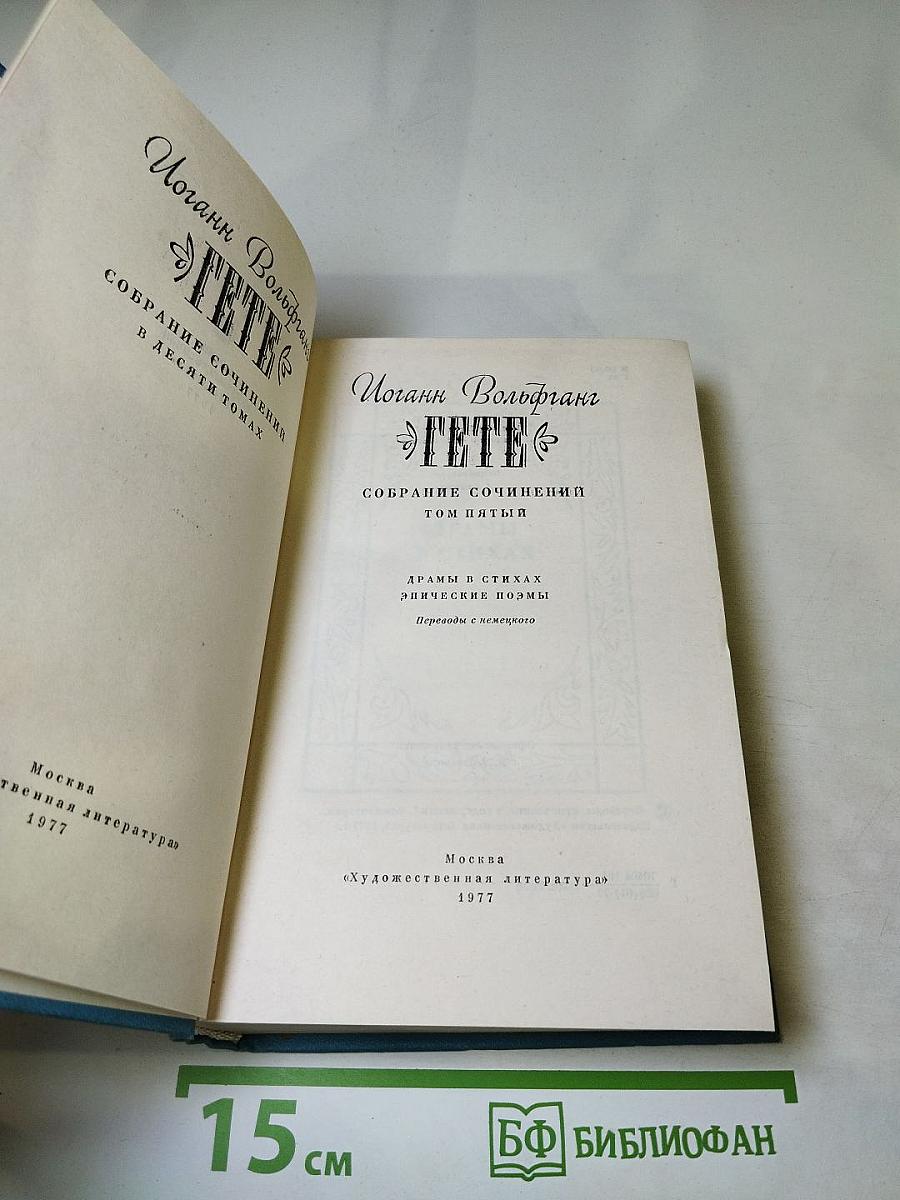 Иоганн Вольфганг
ГЕТЕ
СОБРАНИЕ СОЧИНЕНИЙ
В ДЕСЯТИ ТОМАХ
Москва
литература»
1977
Иоганн Вольфганг
ГЕТЕ
СОБРАНИЕ СОЧИНЕНИЙ
ТОМ ПЯТЫЙ
ДРАМЫ В СТИХАХ
ЭПИЧЕСКИЕ ПОЭМЫ
Переводы с немецкого
Москва
«Художественная литература»
1977
15 см
БФ БИБЛИОФАН